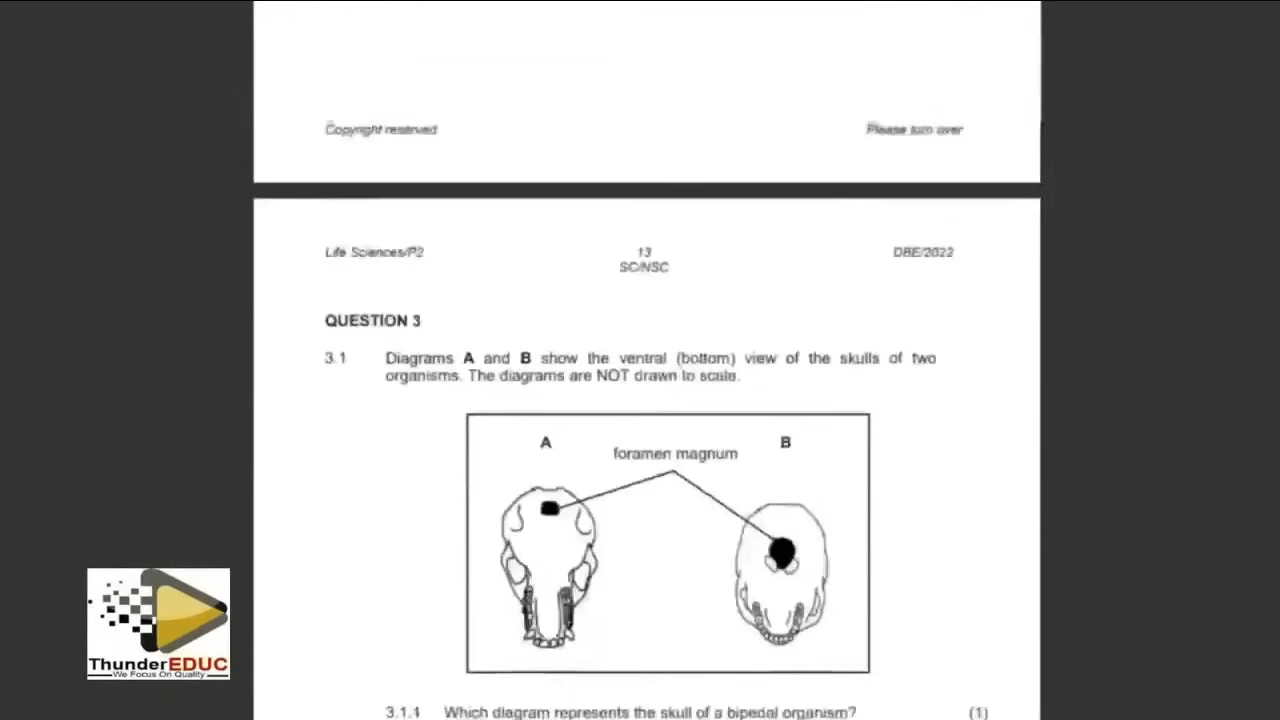 Copyright reserved
Please turn over
Life Sciences/P2
13
DBE/2022
SC/NSC
QUESTION 3
3.1 Diagrams A and B show the ventral (bottom) view of the skulls of two
organisms. The diagrams are NOT drawn to scale.
A
B
foramen magnum
ThunderEDUC
We Focus On Quality
3.1.1 Which diagram represents the skull of a bipedal organism? (1)